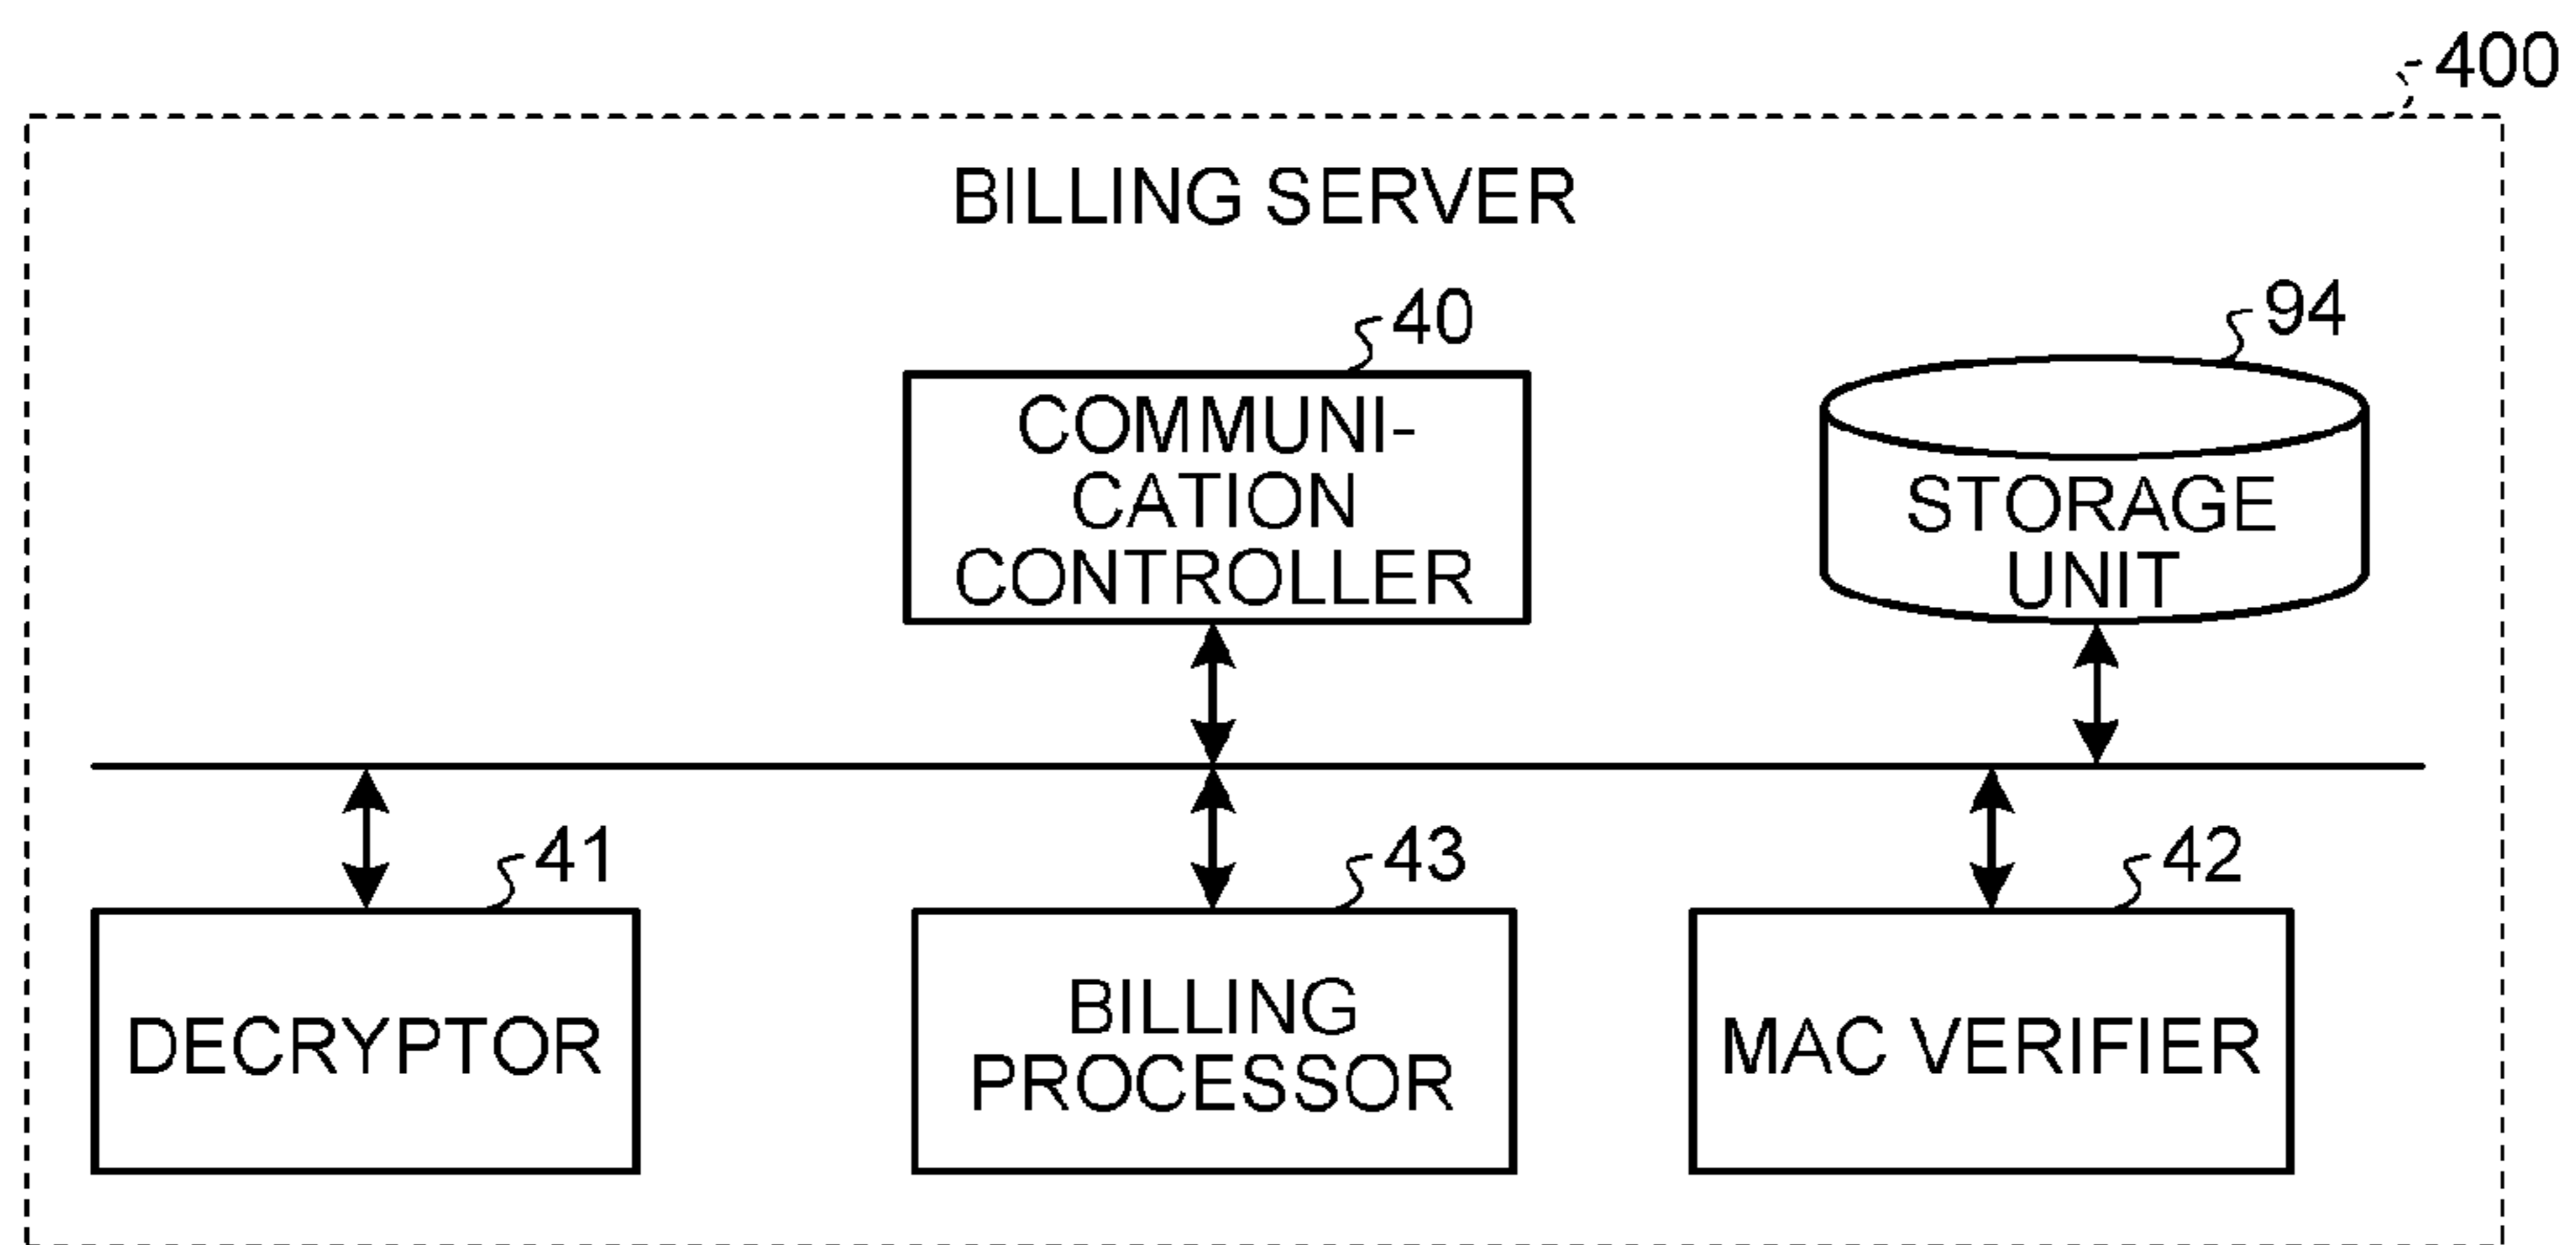 400
BILLING SERVER
40
94
COMMUNI-
CATION
CONTROLLER
STORAGE
UNIT
41
43
42
DECRYPTOR
BILLING
PROCESSOR
MAC VERIFIER